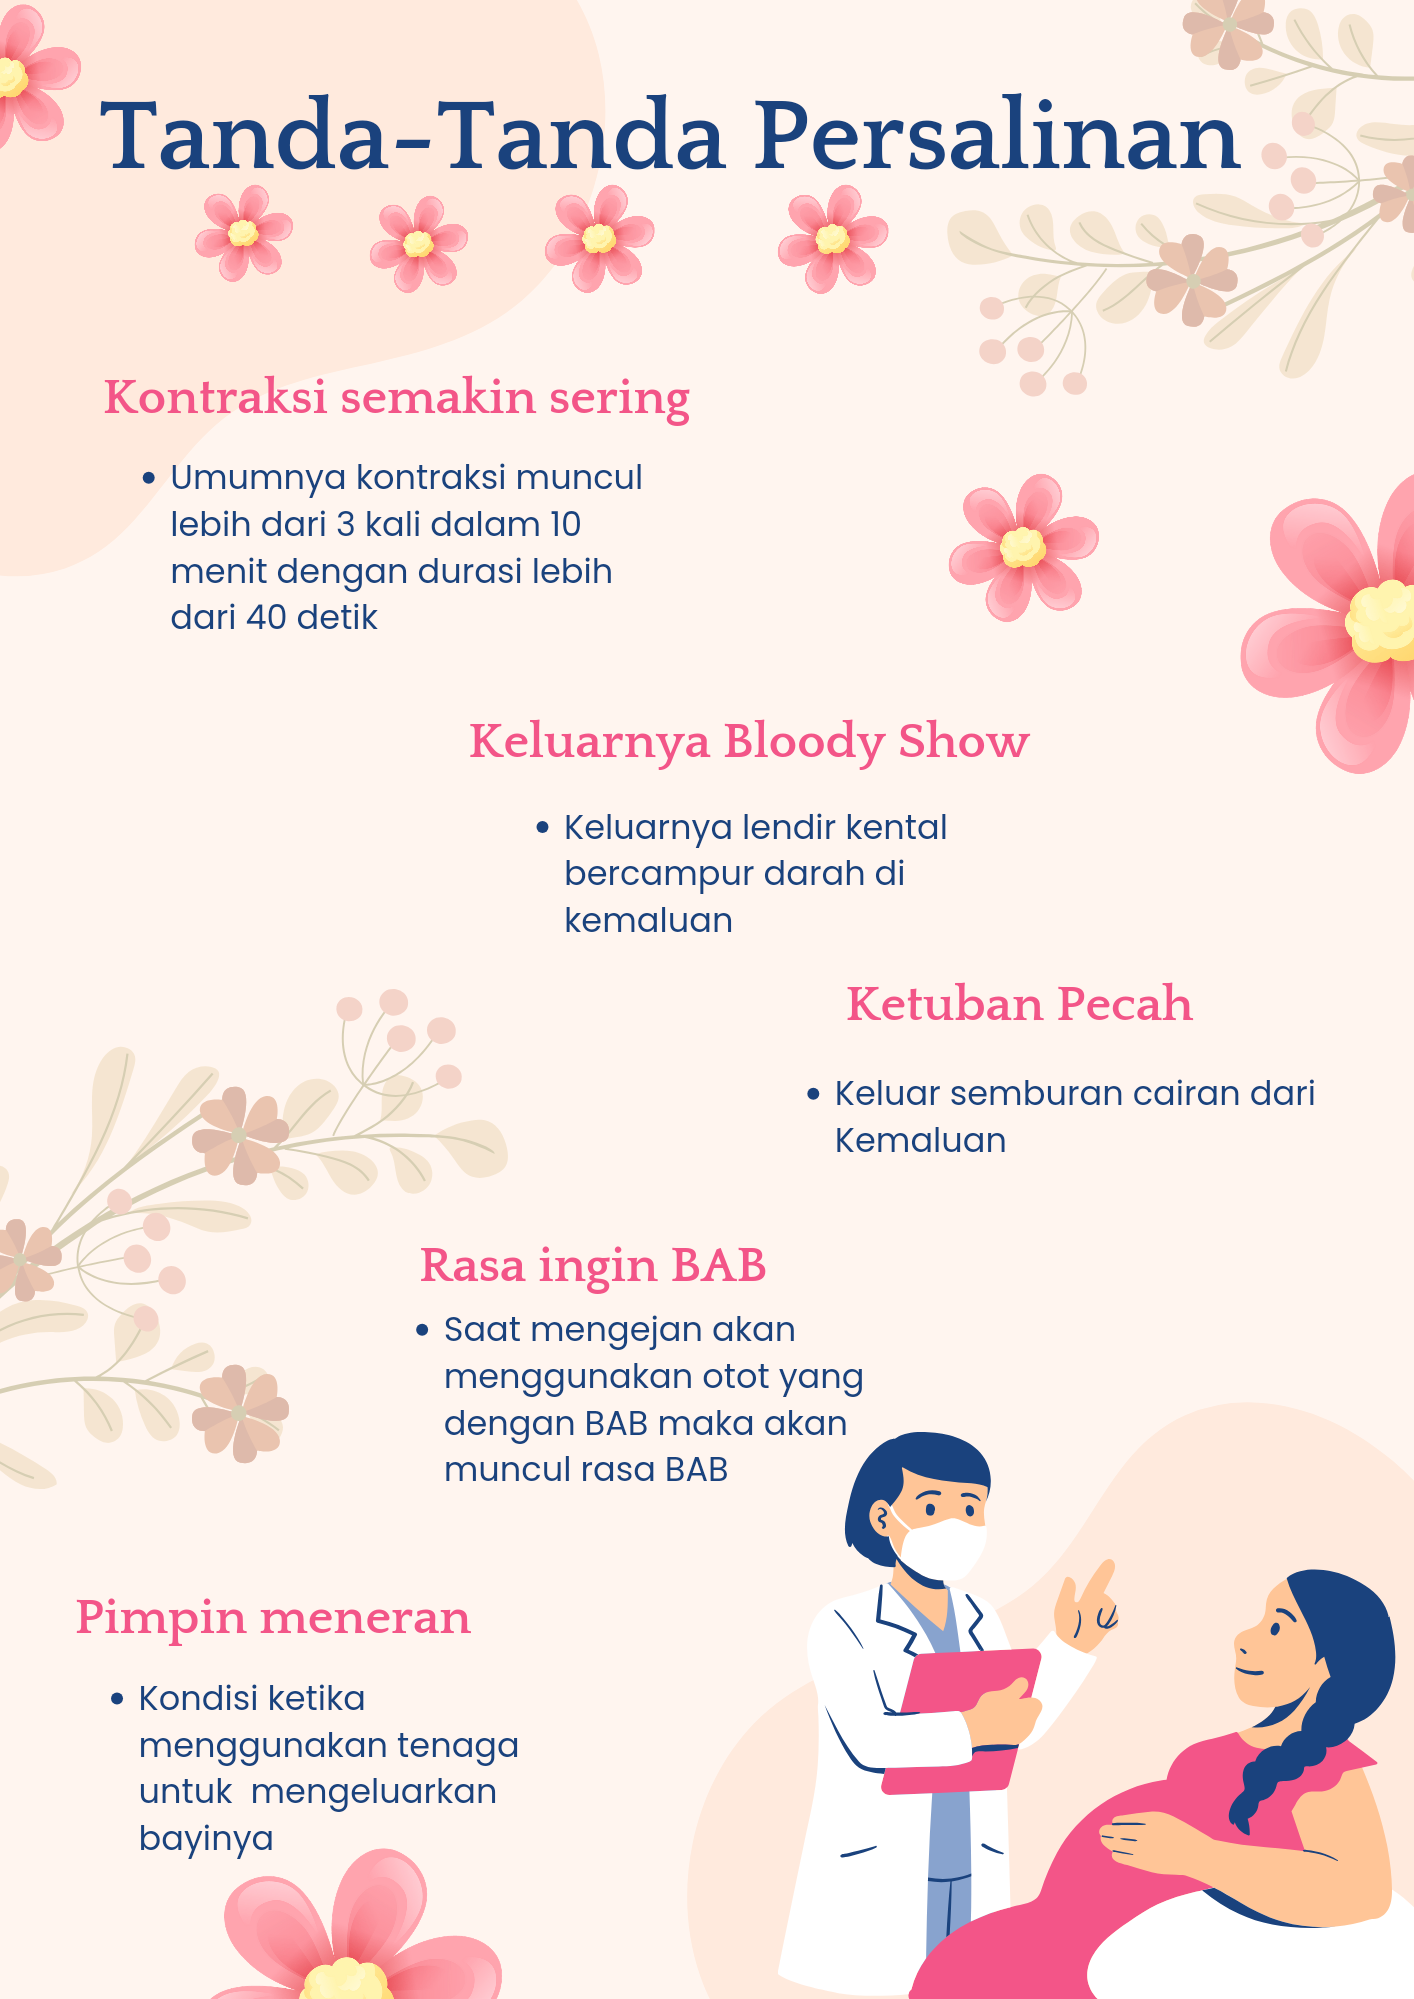 Tanda-Tanda Persalinan
Kontraksi semakin sering
• Umumnya kontraksi muncul
lebih dari 3 kali dalam 10
menit dengan durasi lebih
dari 40 detik
Keluarnya Bloody Show
• Keluarnya lendir kental
bercampur darah di
kemaluan
Ketuban Pecah
• Keluar semburan cairan dari
Kemaluan
Rasa ingin BAB
• Saat mengejan akan
menggunakan otot yang
dengan BAB maka akan
muncul rasa BAB
Pimpin meneran
• Kondisi ketika
menggunakan tenaga
untuk  mengeluarkan
bayinya